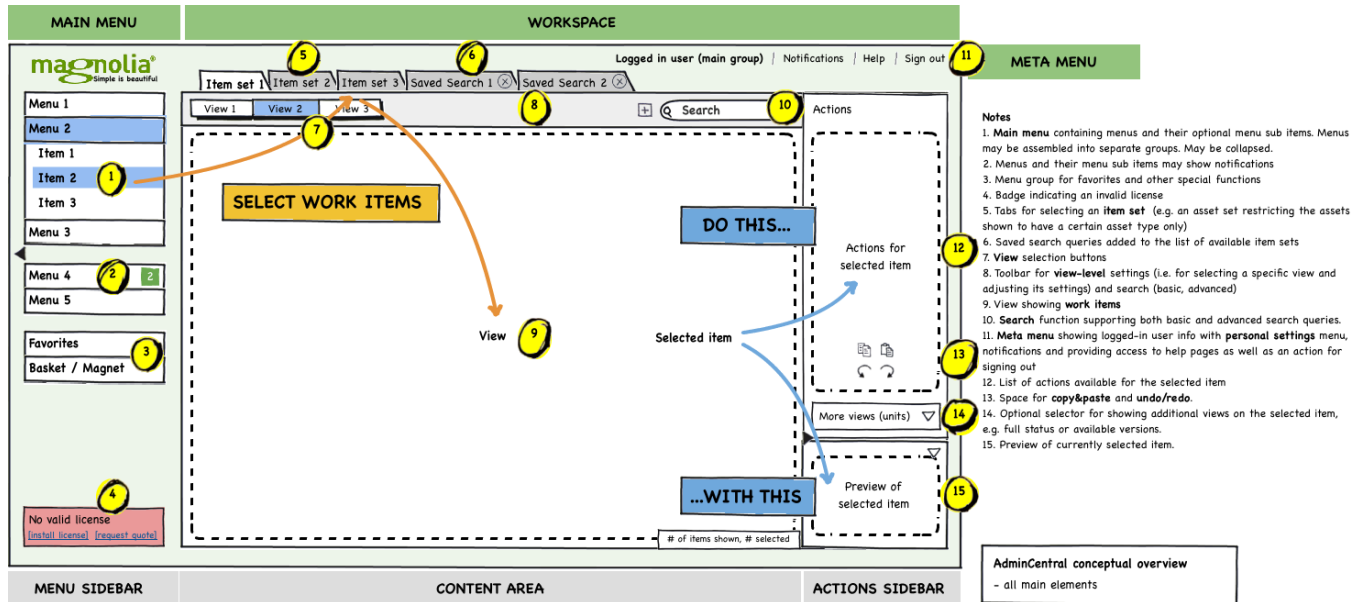 MAIN MENU
WORKSPACE
META MENU
magnolia®
Simple is beautiful
Logged in user (main group) | Notifications | Help | Sign out
11
5
6
Item set 1
Item set 2
Item set 3
Saved Search 1
Saved Search 2
View 1
View 2
View 3
7
8
Search
10
Actions
Menu 1
Menu 2
Item 1
Item 2
1
Item 3
Menu 3
Menu 4
2
2
Menu 5
Favorites
3
Basket / Magnet
4
No valid license
[install license] [request quote]
SELECT WORK ITEMS
View
9
Selected item
DO THIS...
...WITH THIS
# of items shown, # selected
Actions for
selected item
12
13
More views (units)
14
Preview of
selected item
15
MENU SIDEBAR
CONTENT AREA
ACTIONS SIDEBAR
Notes
1. Main menu containing menus and their optional menu sub items. Menus
may be assembled into separate groups. May be collapsed.
2. Menus and their menu sub items may show notifications
3. Menu group for favorites and other special functions
4. Badge indicating an invalid license
5. Tabs for selecting an item set (e.g. an asset set restricting the assets
shown to have a certain asset type only)
6. Saved search queries added to the list of available item sets
7. View selection buttons
8. Toolbar for view-level settings (i.e. for selecting a specific view and
adjusting its settings) and search (basic, advanced)
9. View showing work items
10. Search function supporting both basic and advanced search queries.
11. Meta menu showing logged-in user info with personal settings menu,
notifications and providing access to help pages as well as an action for
signing out
12. List of actions available for the selected item
13. Space for copy&paste and undo/redo.
14. Optional selector for showing additional views on the selected item,
e.g. full status or available versions.
15. Preview of currently selected item.
AdminCentral conceptual overview
- all main elements